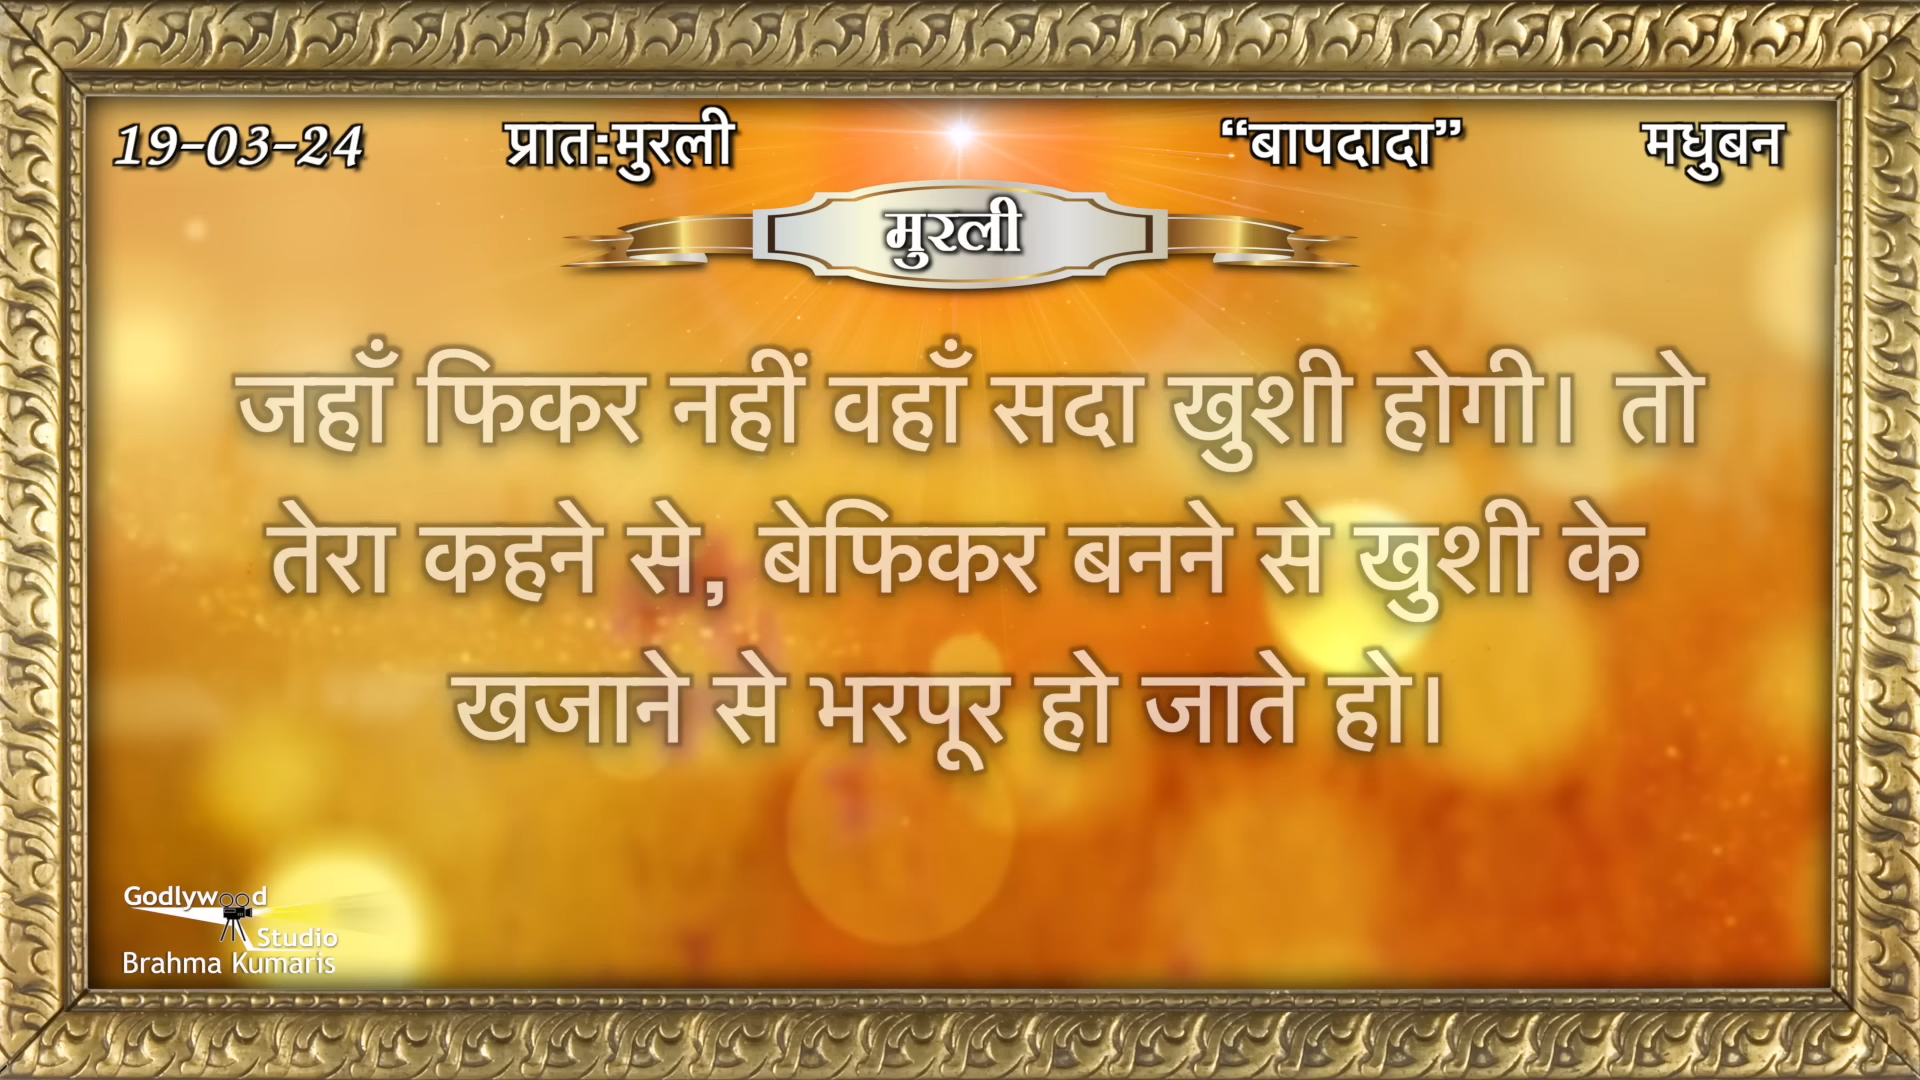 19-03-24 प्रात:मुरली “बापदादा” मधुबन
मुरली
जहाँ फिकर नहीं वहाँ सदा खुशी होगी। तो
तेरा कहने से, बेफिकर बनने से खुशी के
खजाने से भरपूर हो जाते हो।
Godlywood
Studio
Brahma Kumaris